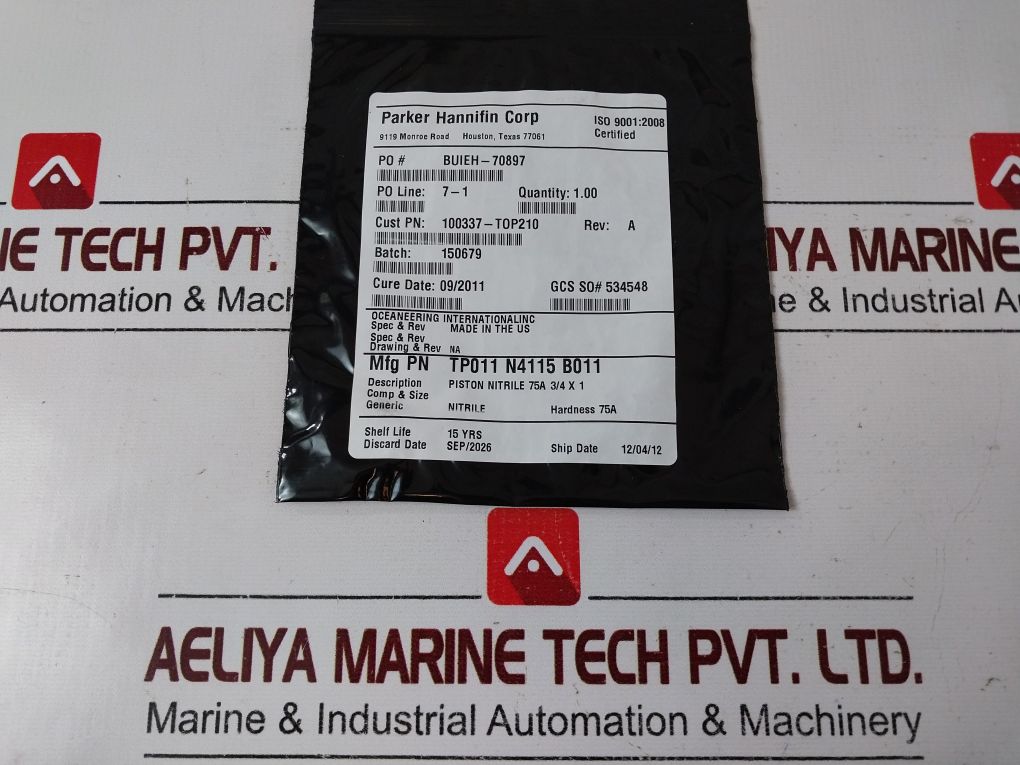 Parker Hannifin Corp ISO 9001:2008
9119 Monroe Road Houston, Texas 77061 Certified
PO # BUIEH-70897
PO Line: 7-1 Quantity: 1.00
Cust PN: 100337-TOP210 Rev: A
Batch: 150679
Cure Date: 09/2011 GCS SO# 534548
OCEANEERING INTERNATIONALINC
Spec & Rev MADE IN THE US
Spec & Rev
Drawing & Rev NA
Mfg PN TP011 N4115 B011
Description PISTON NITRILE 75A 3/4 X 1
Comp & Size
Generic NITRILE Hardness 75A
Shelf Life 15 YRS
Discard Date SEP/2026 Ship Date 12/04/12
NE TECH PVT.
Automation & Mach
IYA MARINE
e & Industrial Au
AELIYA MARINE TECH PVT. LTD.
Marine & Industrial Automation & Machinery